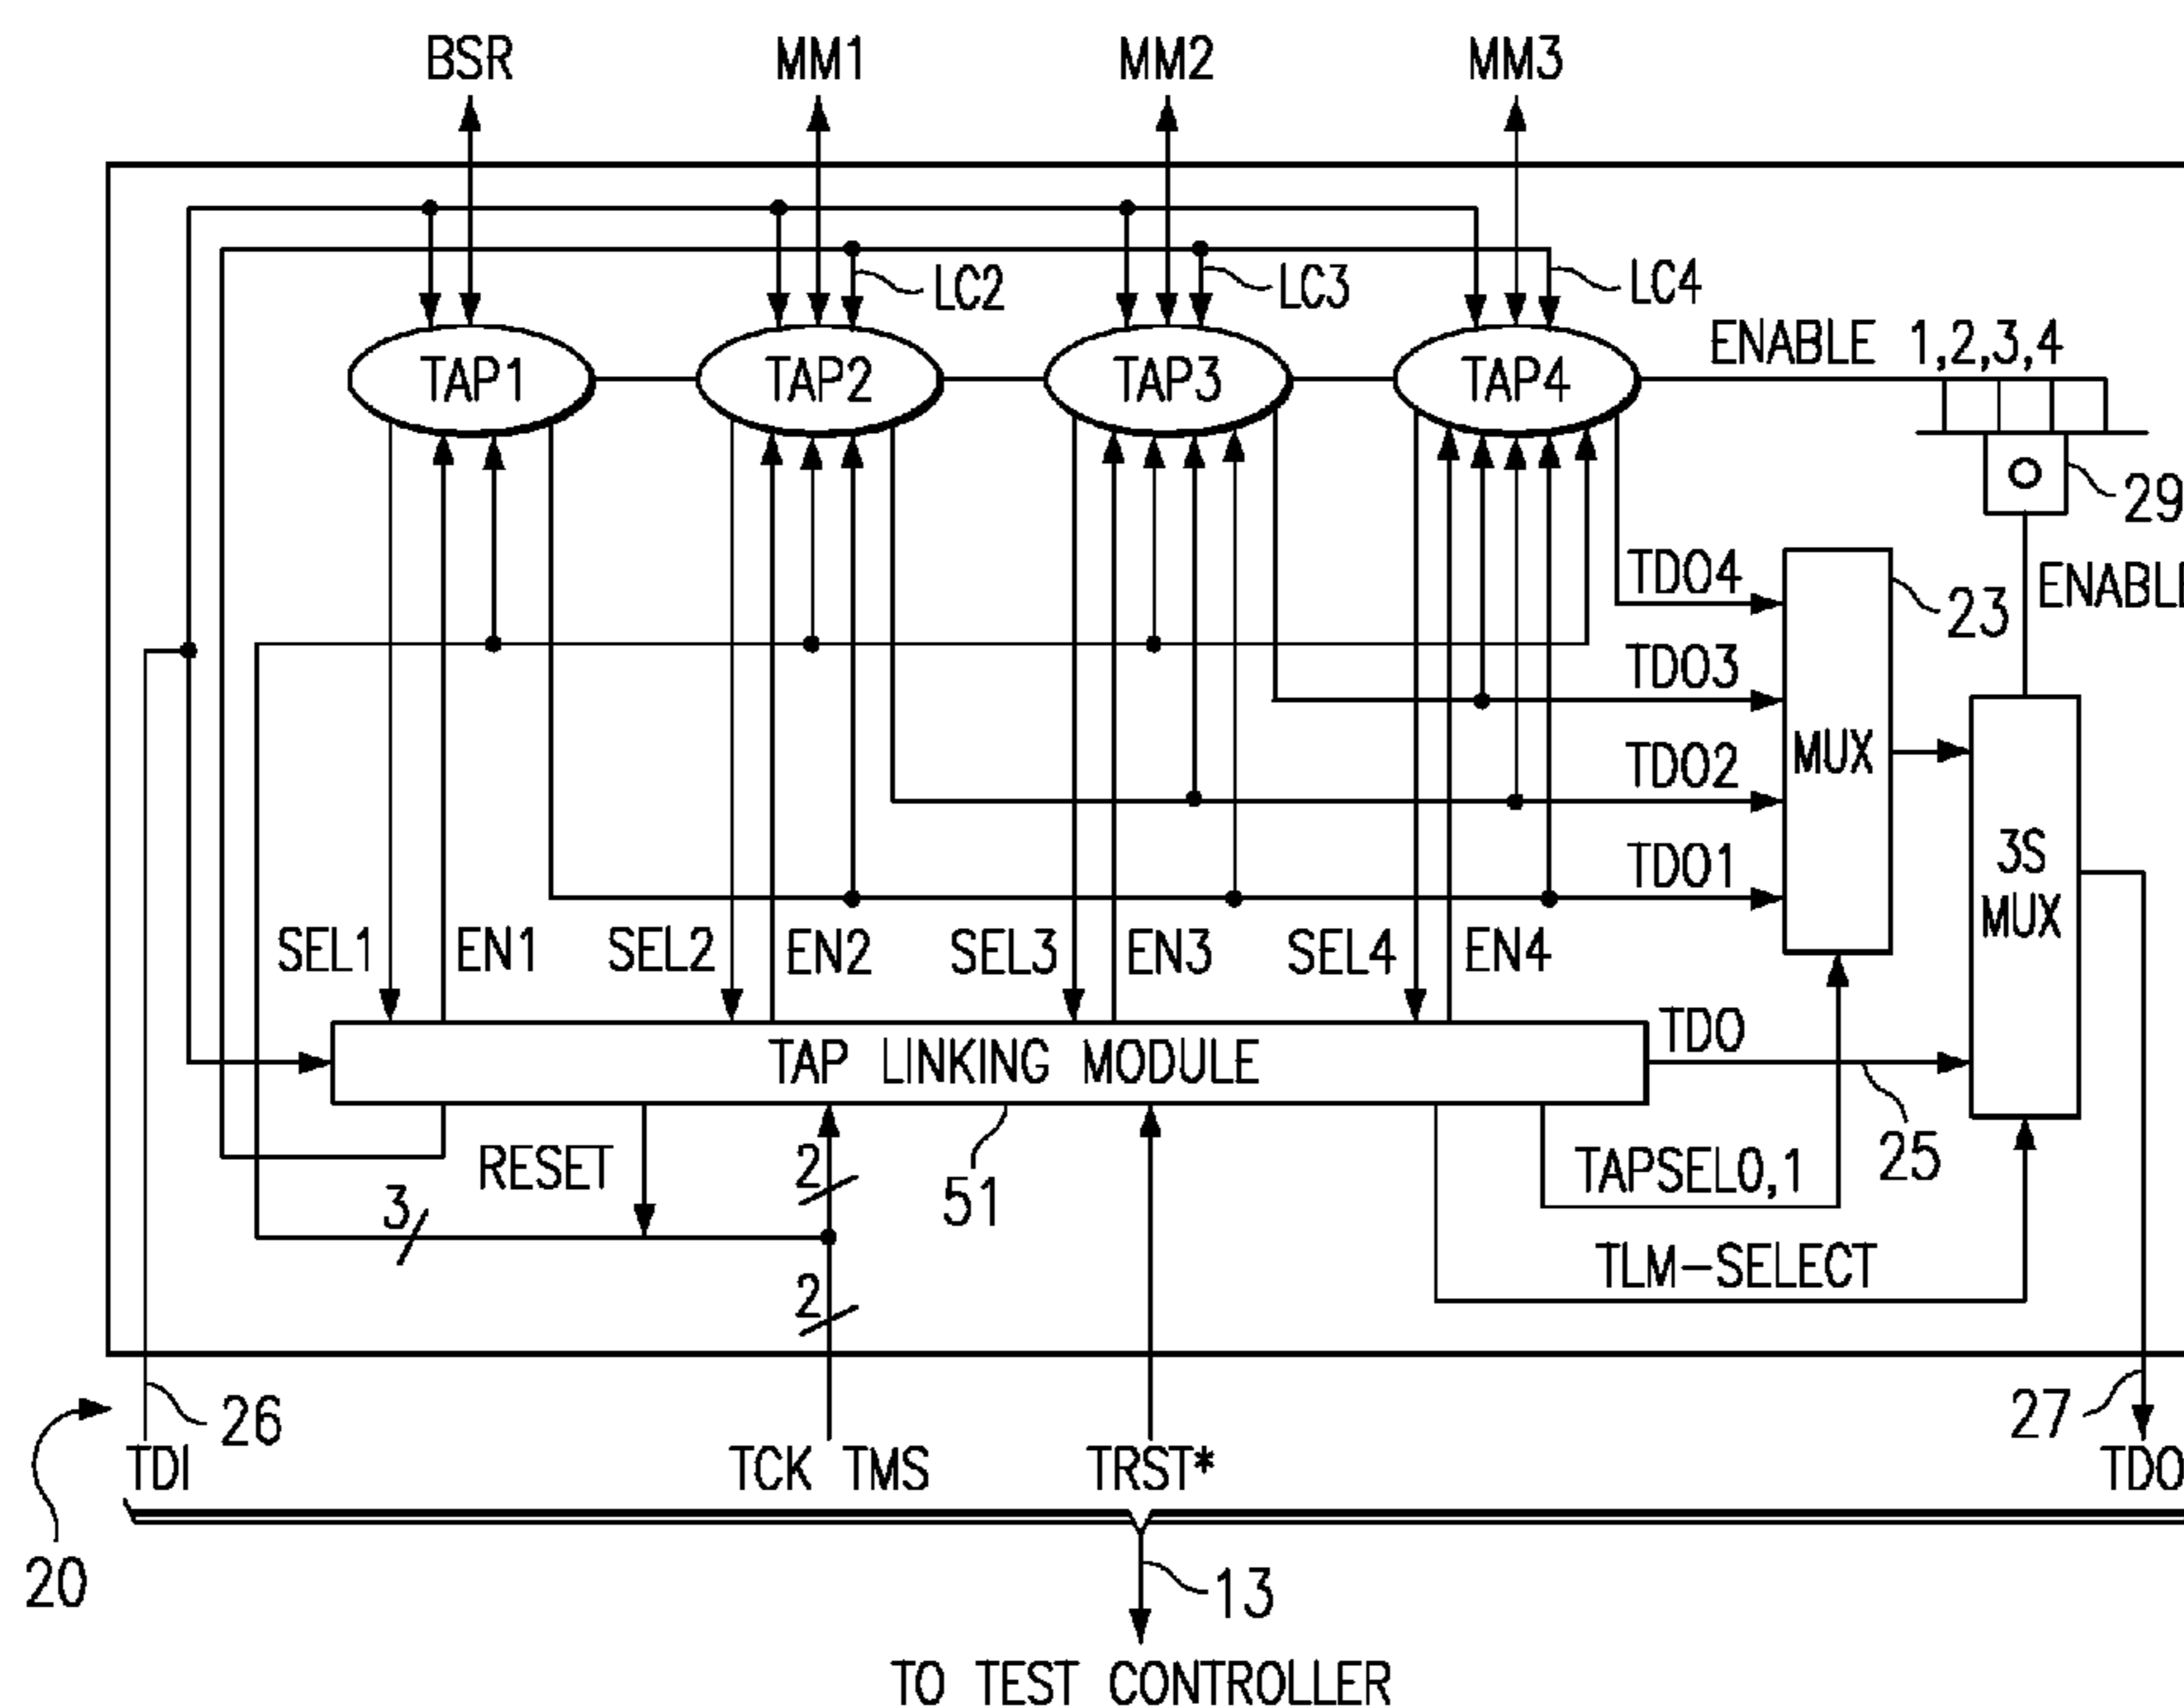 BSR MM1 MM2 MM3
LC2 LC3 LC4
TAP1 TAP2 TAP3 TAP4
ENABLE 1,2,3,4
29
TDO4
23
ENABLE
TDO3
TDO2
MUX
TDO1
3S
MUX
SEL1 EN1 SEL2 EN2 SEL3 EN3 SEL4 EN4
TAP LINKING MODULE
TDO
25
RESET
2
51
TAPSEL0,1
3
TLM-SELECT
2
26
27
TDI
TCK TMS
TRST*
TDO
20
13
TO TEST CONTROLLER